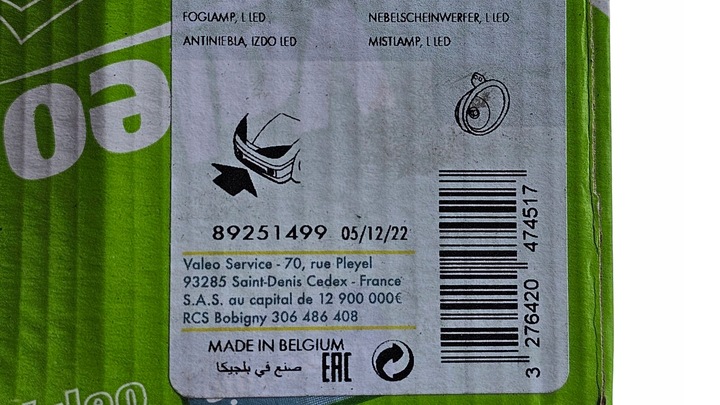 FOGLAMP, L LED
NEBELSCHEINWERFER, L LED
ANTINIEBLA, IZDO LED
MISTLAMP, L LED
eo
89251499 05/12/22
Valeo Service - 70, rue Pleyel
93285 Saint-Denis Cedex - France
S.A.S. au capital de 12 900 000€
RCS Bobigny 306 486 408
MADE IN BELGIUM
صنع في بلجيكا
EAC
3 276420 474517
Valeo